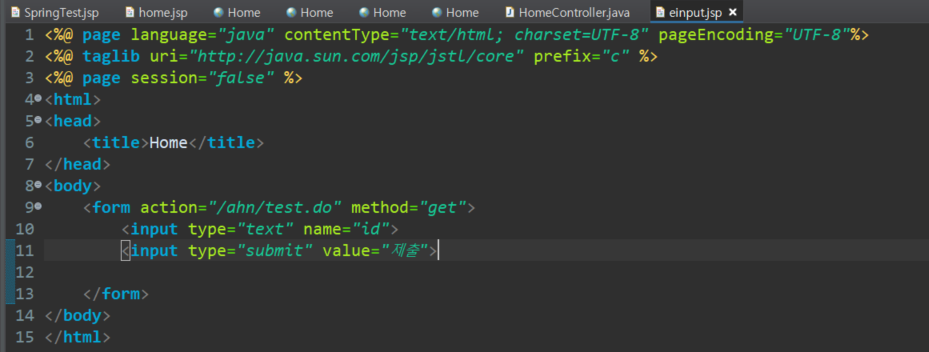 SpringTest.jsp home.jsp Home Home Home Home HomeController.java einput.jsp
1 <%@ page language="java" contentType="text/html; charset=UTF-8" pageEncoding="UTF-8"%>
2 <%@ taglib uri="http://java.sun.com/jsp/jstl/core" prefix="c" %>
3 <%@ page session="false" %>
4 <html>
5 <head>
6 <title>Home</title>
7 </head>
8 <body>
9 <form action="/ahn/test.do" method="get">
10 <input type="text" name="id">
11 <input type="submit" value="제출">
12
13 </form>
14 </body>
15 </html>